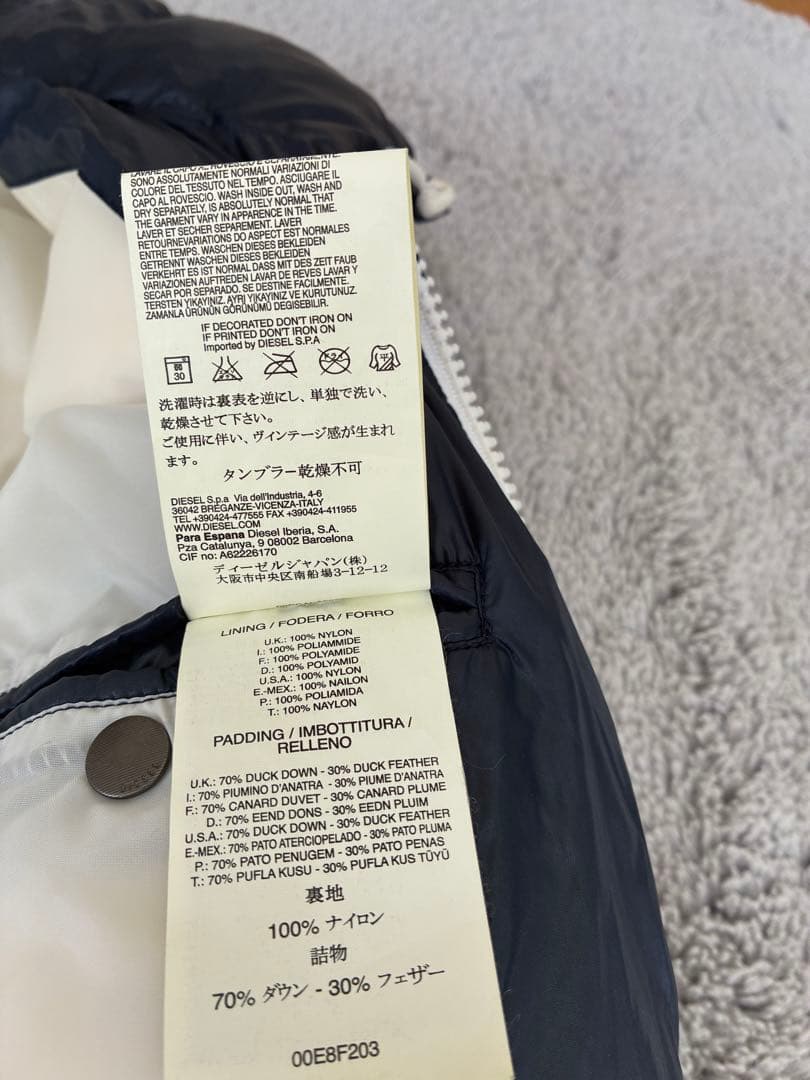 LAVARE IL CAPO AL ROVESCIO E SEPARATAMENTE.
SONO ASSOLUTAMENTE NORMALI VARIAZIONI DI
COLORE DEL TESSUTO NEL TEMPO. ASCIUGARE IL
CAPO AL ROVESCIO. WASH INSIDE OUT, WASH AND
DRY SEPARATELY, IS ABSOLUTELY NORMAL THAT
THE GARMENT VARY IN APPARENCE IN THE TIME.
LAVER ET SECHER SEPAREMENT. LAVER
RETOURNEVARIATIONS DO ASPECT EST NORMALES
ENTRE TEMPS. WASCHEN DIESES BEKLEIDEN
GETRENNT WASCHEN DIESES BEKLEIDEN
VERKEHRT ES IST NORMAL DASS MIT DES ZEIT FAUB
VARIAZIONEN AUFTREDEN LAVAR DE REVES LAVAR Y
SECAR POR SEPARADO. SE DESTINE FACILMENTE.
TERSTEN YIKAYINIZ. AYRI YIKAYINIZ VE KURUTUNUZ.
ZAMANLA ÜRÜNÜN GÖRÜNÜMÜ DEGISEBILIR.
IF DECORATED DON'T IRON ON
IF PRINTED DON'T IRON ON
Imported by DIESEL S.P.A
30
洗濯時は裏表を逆にし、単独で洗い、
乾燥させて下さい。
ご使用に伴い、ヴィンテージ感が生まれ
ます。
タンブラー乾燥不可
DIESEL S.p.a Via dell'Industria, 4-6
36042 BREGANZE-VICENZA-ITALY
TEL +390424-477555 FAX +390424-411955
WWW.DIESEL.COM
Para Espana Diesel Iberia, S.A.
Pza Catalunya, 9 08002 Barcelona
CIF no: A62226170
ディーゼルジャパン(株)
大阪市中央区南船場3-12-12
LINING / FODERA / FORRO
U.K.: 100% NYLON
I.: 100% POLIAMMIDE
F.: 100% POLYAMIDE
D.: 100% POLYAMID
U.S.A.: 100% NYLON
E.-MEX.: 100% NAILON
P.: 100% POLIAMIDA
T.: 100% NAYLON
PADDING / IMBOTTITURA /
RELLENO
U.K.: 70% DUCK DOWN - 30% DUCK FEATHER
I.: 70% PIUMINO D'ANATRA - 30% PIUME D'ANATRA
F.: 70% CANARD DUVET - 30% CANARD PLUME
D.: 70% EEND DONS - 30% EEDN PLUIM
U.S.A.: 70% DUCK DOWN - 30% DUCK FEATHER
E.-MEX.: 70% PATO ATERCIOPELADO - 30% PATO PLUMA
P.: 70% PATO PENUGEM - 30% PATO PENAS
T.: 70% PUFLA KUSU - 30% PUFLA KUS TÜYÜ
裏地
100% ナイロン
詰物
70% ダウン - 30% フェザー
00E8F203
DIESEL